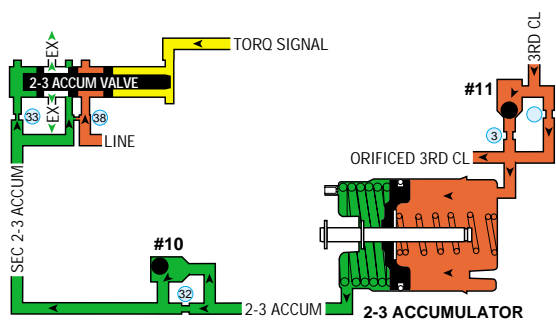 EX
TORQ SIGNAL
3RD CL
2-3 ACCUM VALVE
#11
33
EX
38
3
LINE
ORIFICED 3RD CL
SEC 2-3 ACCUM
#10
32
2-3 ACCUM
2-3 ACCUMULATOR